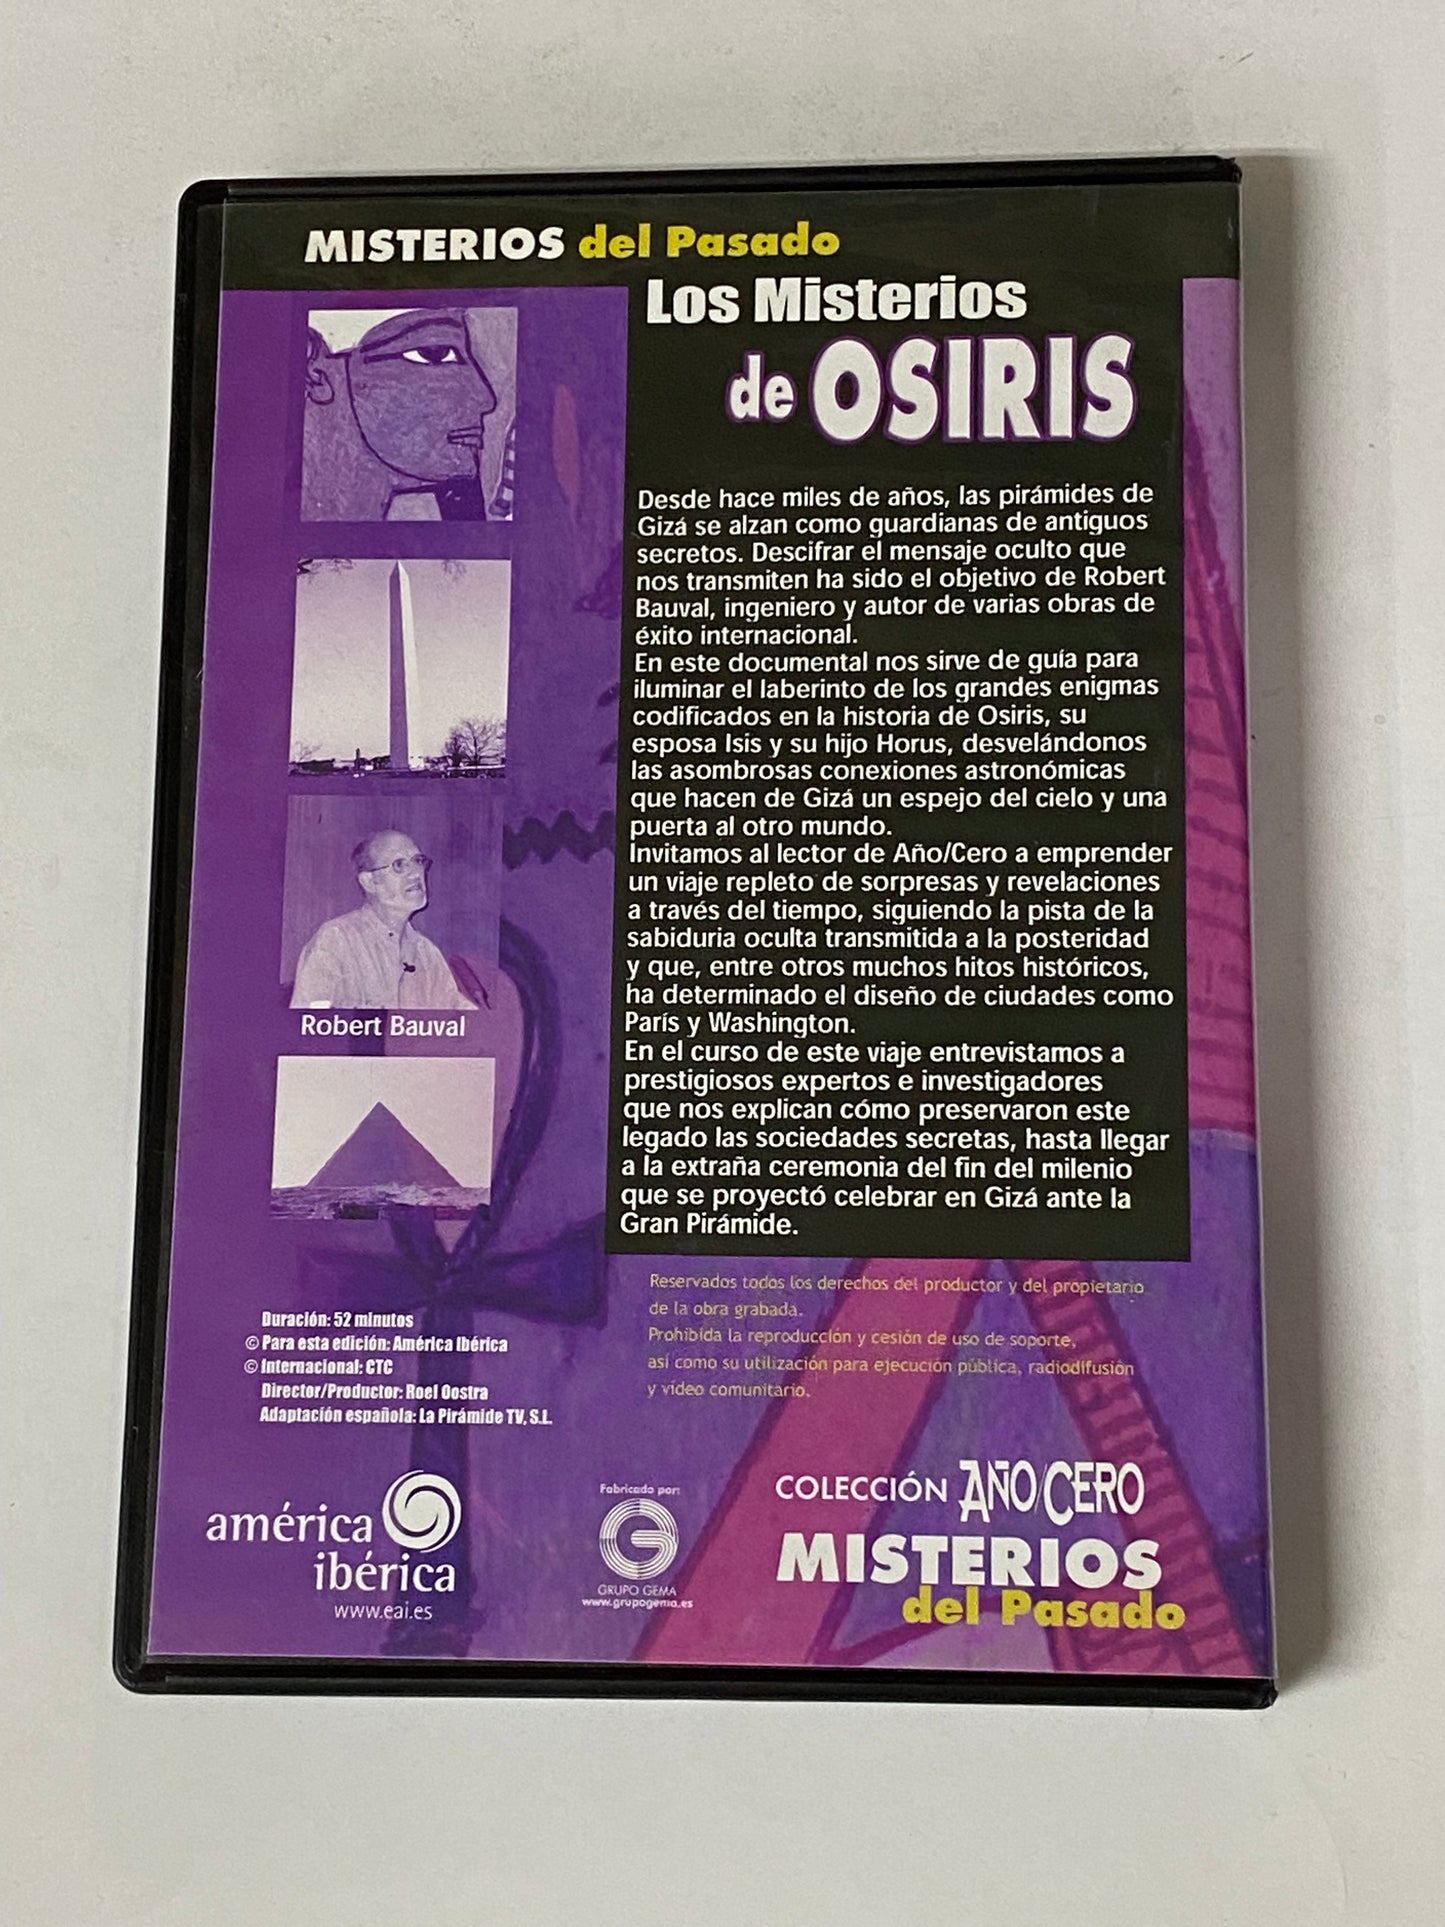 MISTERIOS del Pasado
Los Misterios
de OSIRIS
Desde hace miles de años, las pirámides de
Gizá se alzan como guardianas de antiguos
secretos. Descifrar el mensaje oculto que
nos transmiten ha sido el objetivo de Robert
Bauval, ingeniero y autor de varias obras de
éxito internacional.
En este documental nos sirve de guía para
iluminar el laberinto de los grandes enigmas
codificados en la historia de Osiris, su
esposa Isis y su hijo Horus, desvelándonos
las asombrosas conexiones astronómicas
que hacen de Gizá un espejo del cielo y una
puerta al otro mundo.
Invitamos al lector de Año/Cero a emprender
un viaje repleto de sorpresas y revelaciones
a través del tiempo, siguiendo la pista de la
sabiduria oculta transmitida a la posteridad
y que, entre otros muchos hitos históricos,
ha determinado el diseño de ciudades como
París y Washington.
En el curso de este viaje entrevistamos a
prestigiosos expertos e investigadores
que nos explican cómo preservaron este
legado las sociedades secretas, hasta llegar
a la extraña ceremonia del fin del milenio
que se proyectó celebrar en Gizá ante la
Gran Pirámide.
Robert Bauval
Reservados todos los derechos del productor y del propietario
de la obra grabada.
Prohibida la reproducción y cesión de uso de soporte,
así como su utilización para ejecución pública, radiodifusión
y vídeo comunitario.
Duración: 52 minutos
© Para esta edición: América Ibérica
© Internacional: CTC
Director/Productor: Roel Oostra
Adaptación española: La Pirámide TV, S.L.
américa
ibérica
www.eai.es
Fabricado por:
G
GRUPO GEMA
www.grupogema.es
COLECCIÓN AÑO/CERO
MISTERIOS
del Pasado